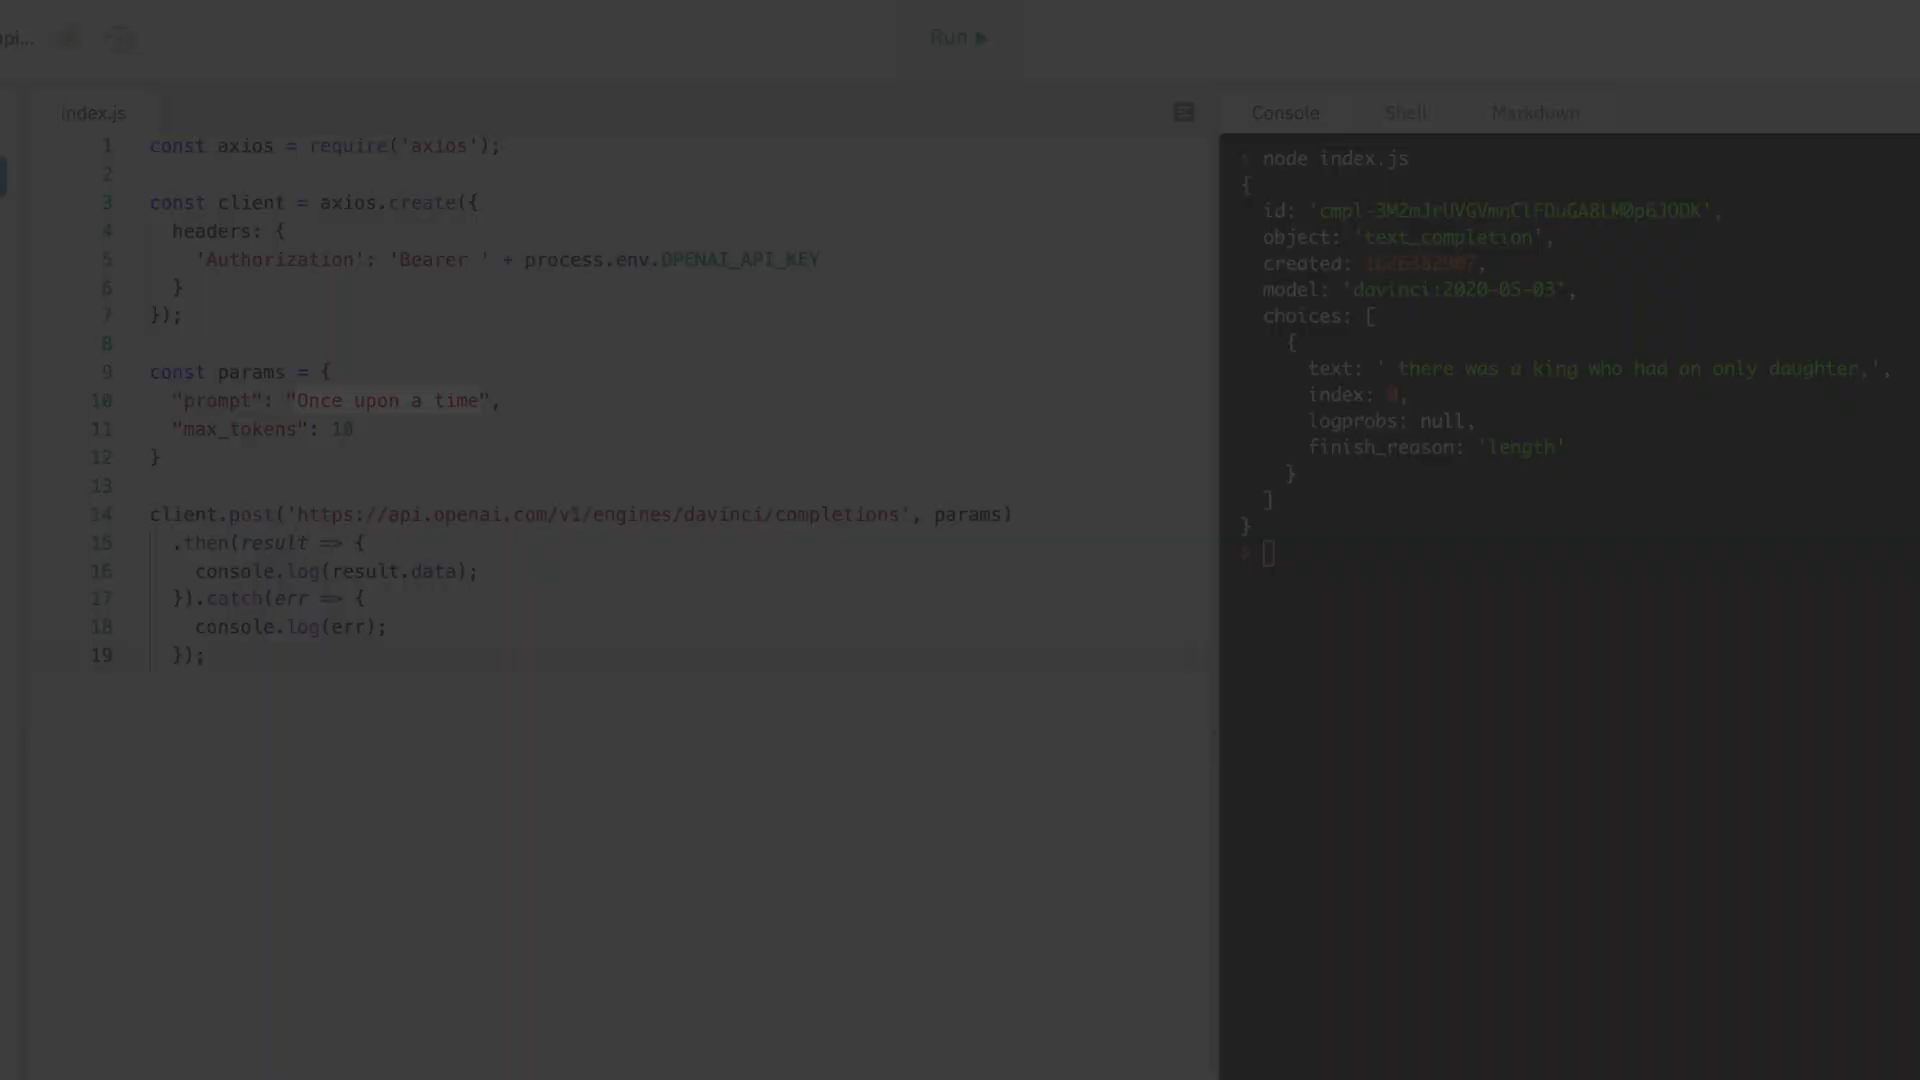 pi...
Run
index.js
Console Shell Markdown
1 const axios = require('axios');
2
3 const client = axios.create({
4 headers: {
5 'Authorization': 'Bearer ' + process.env.OPENAI_API_KEY
6 }
7 });
8
9 const params = {
10 "prompt": "Once upon a time",
11 "max_tokens": 10
12 }
13
14 client.post('https://api.openai.com/v1/engines/davinci/completions', params)
15 .then(result => {
16 console.log(result.data);
17 }).catch(err => {
18 console.log(err);
19 });
node index.js
{
id:
object: 'text_completion',
created:
model: 'davinci:2020-05-03',
choices: [
{
text: ' there was a king who had an only daughter,',
index: 0,
logprobs: null,
finish_reason: 'length'
}
]
}